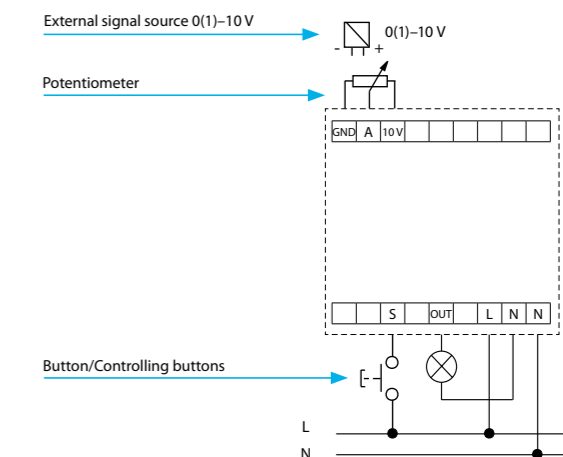 External signal source 0(1)–10 V
0(1)–10 V
- +
Potentiometer
GND A 10 V
S OUT L N N
Button/Controlling buttons
L
N